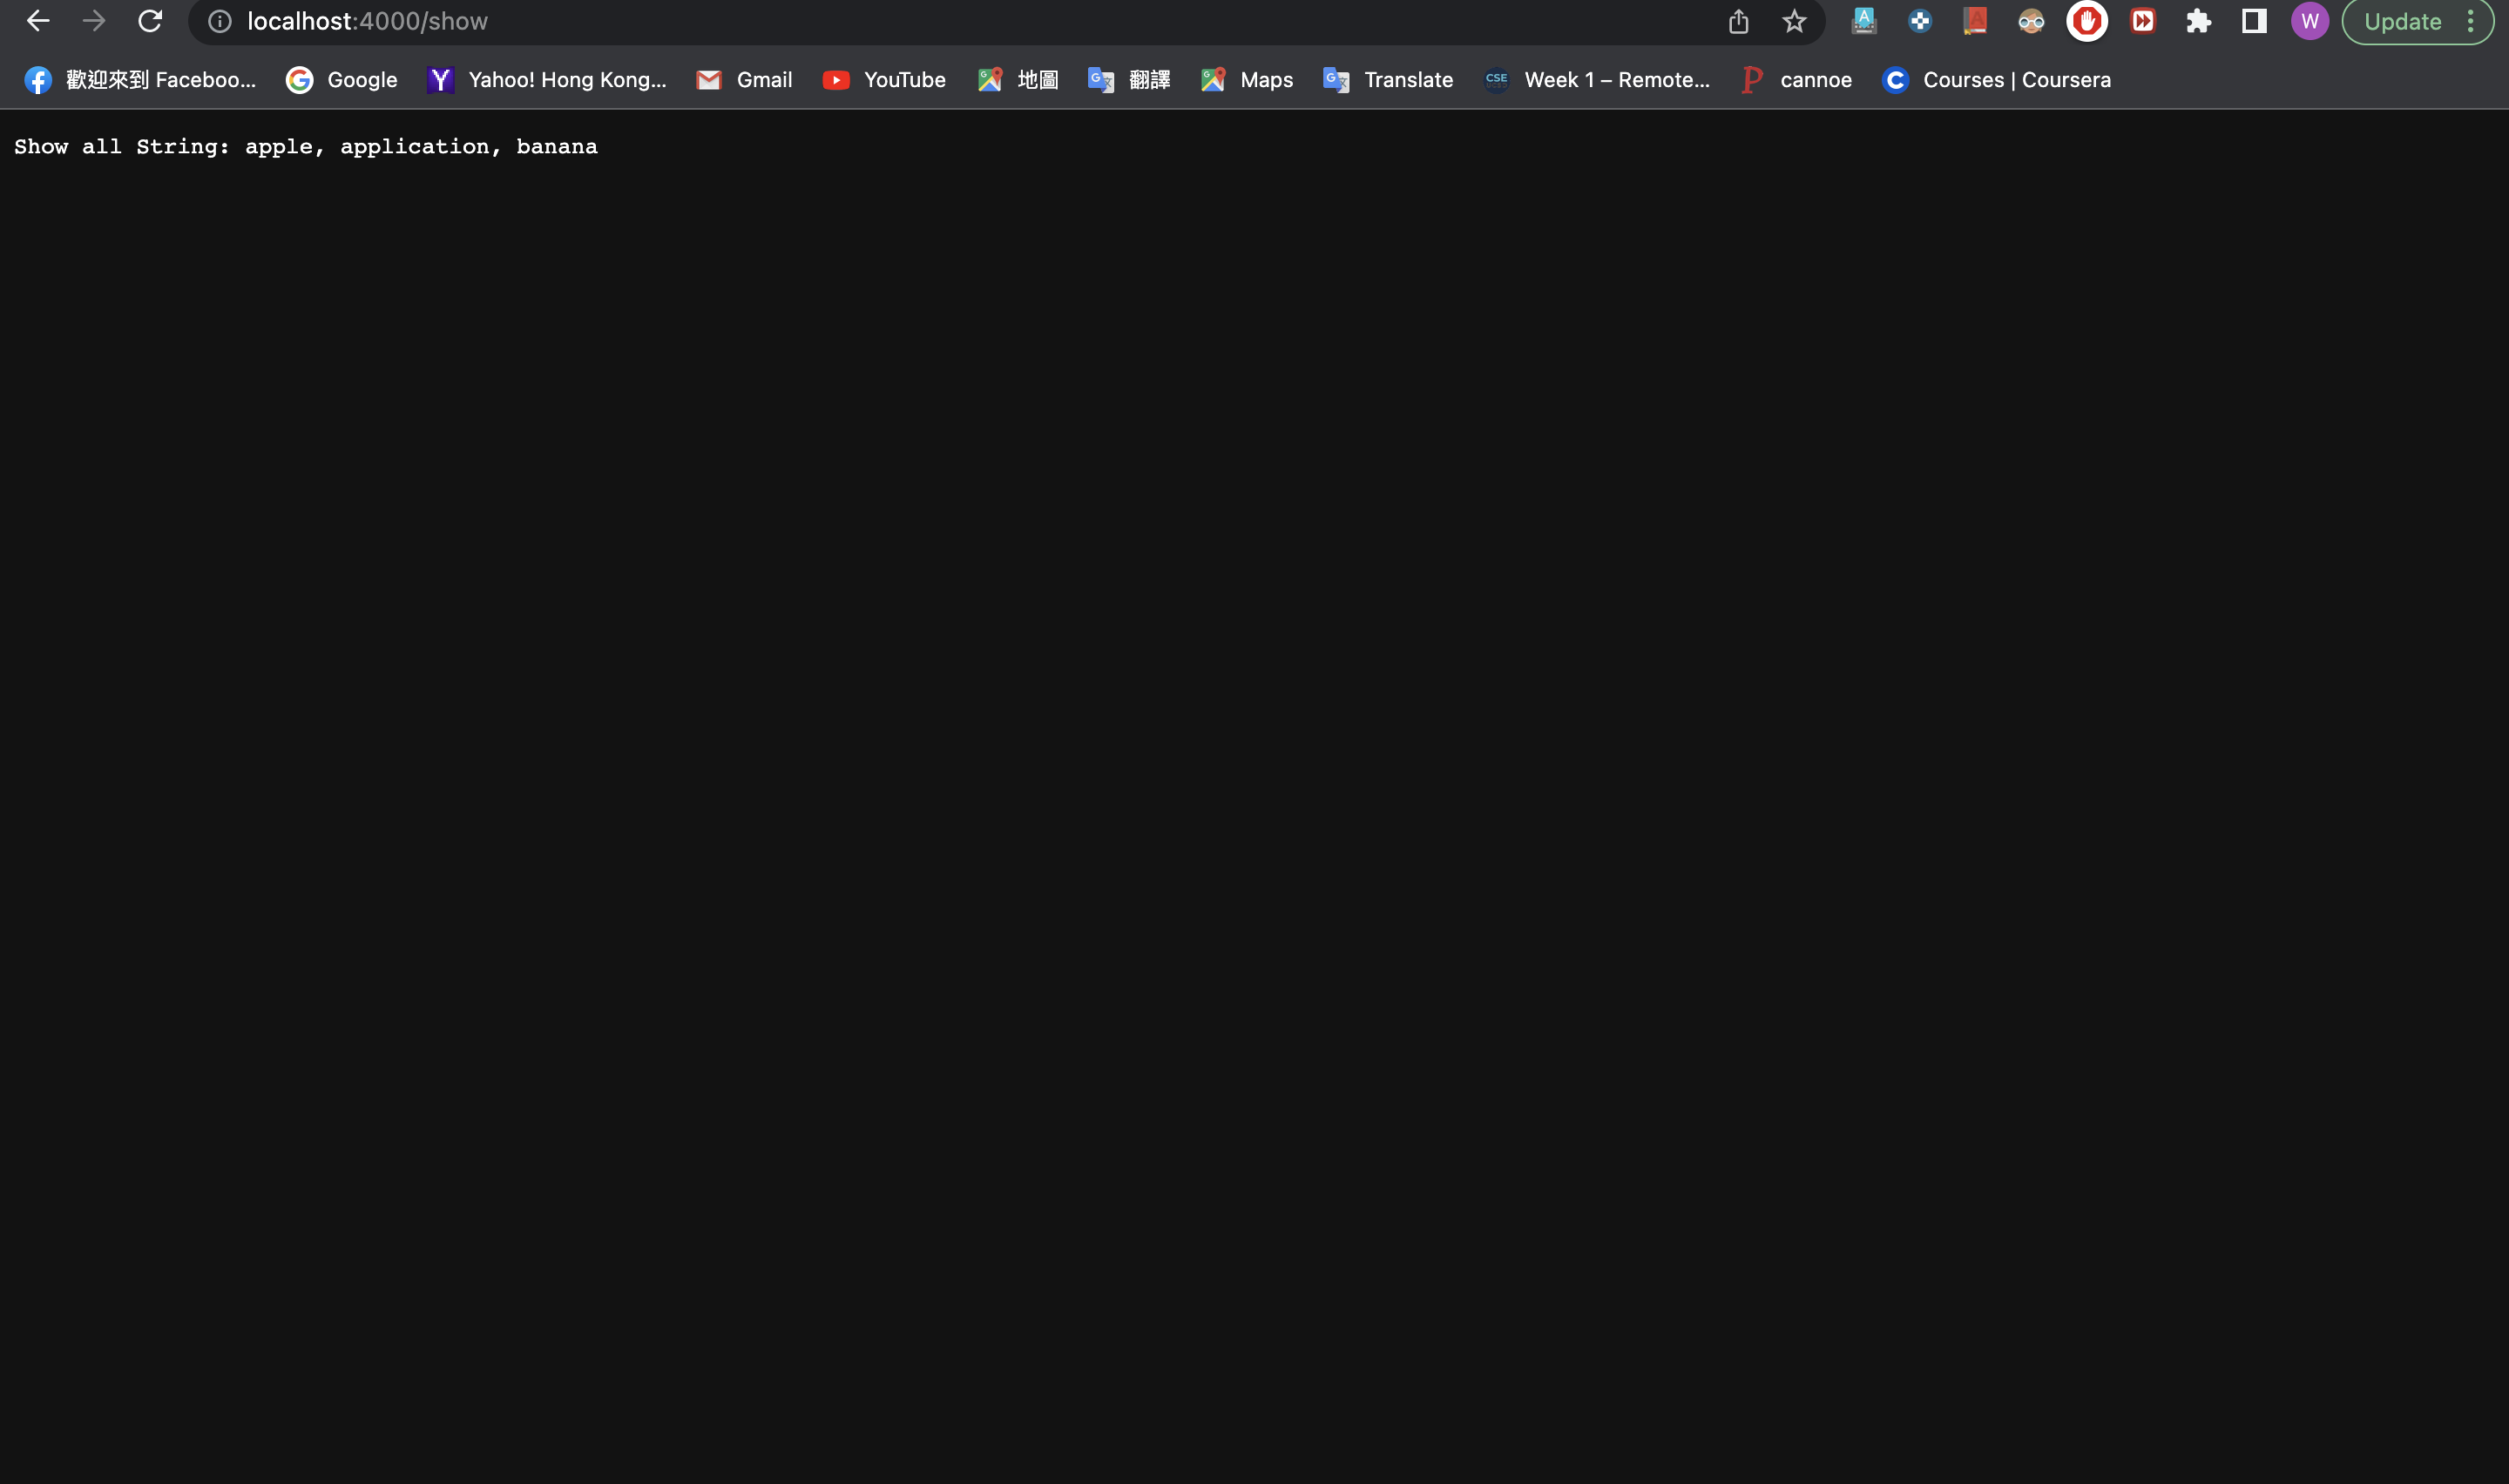 localhost:4000/show
W
Update
歡迎來到 Faceboo...
Google
Yahoo! Hong Kong...
Gmail
YouTube
地圖
翻譯
Maps
Translate
CSE
Week 1 – Remote...
cannoe
Courses | Coursera
Show all String: apple, application, banana